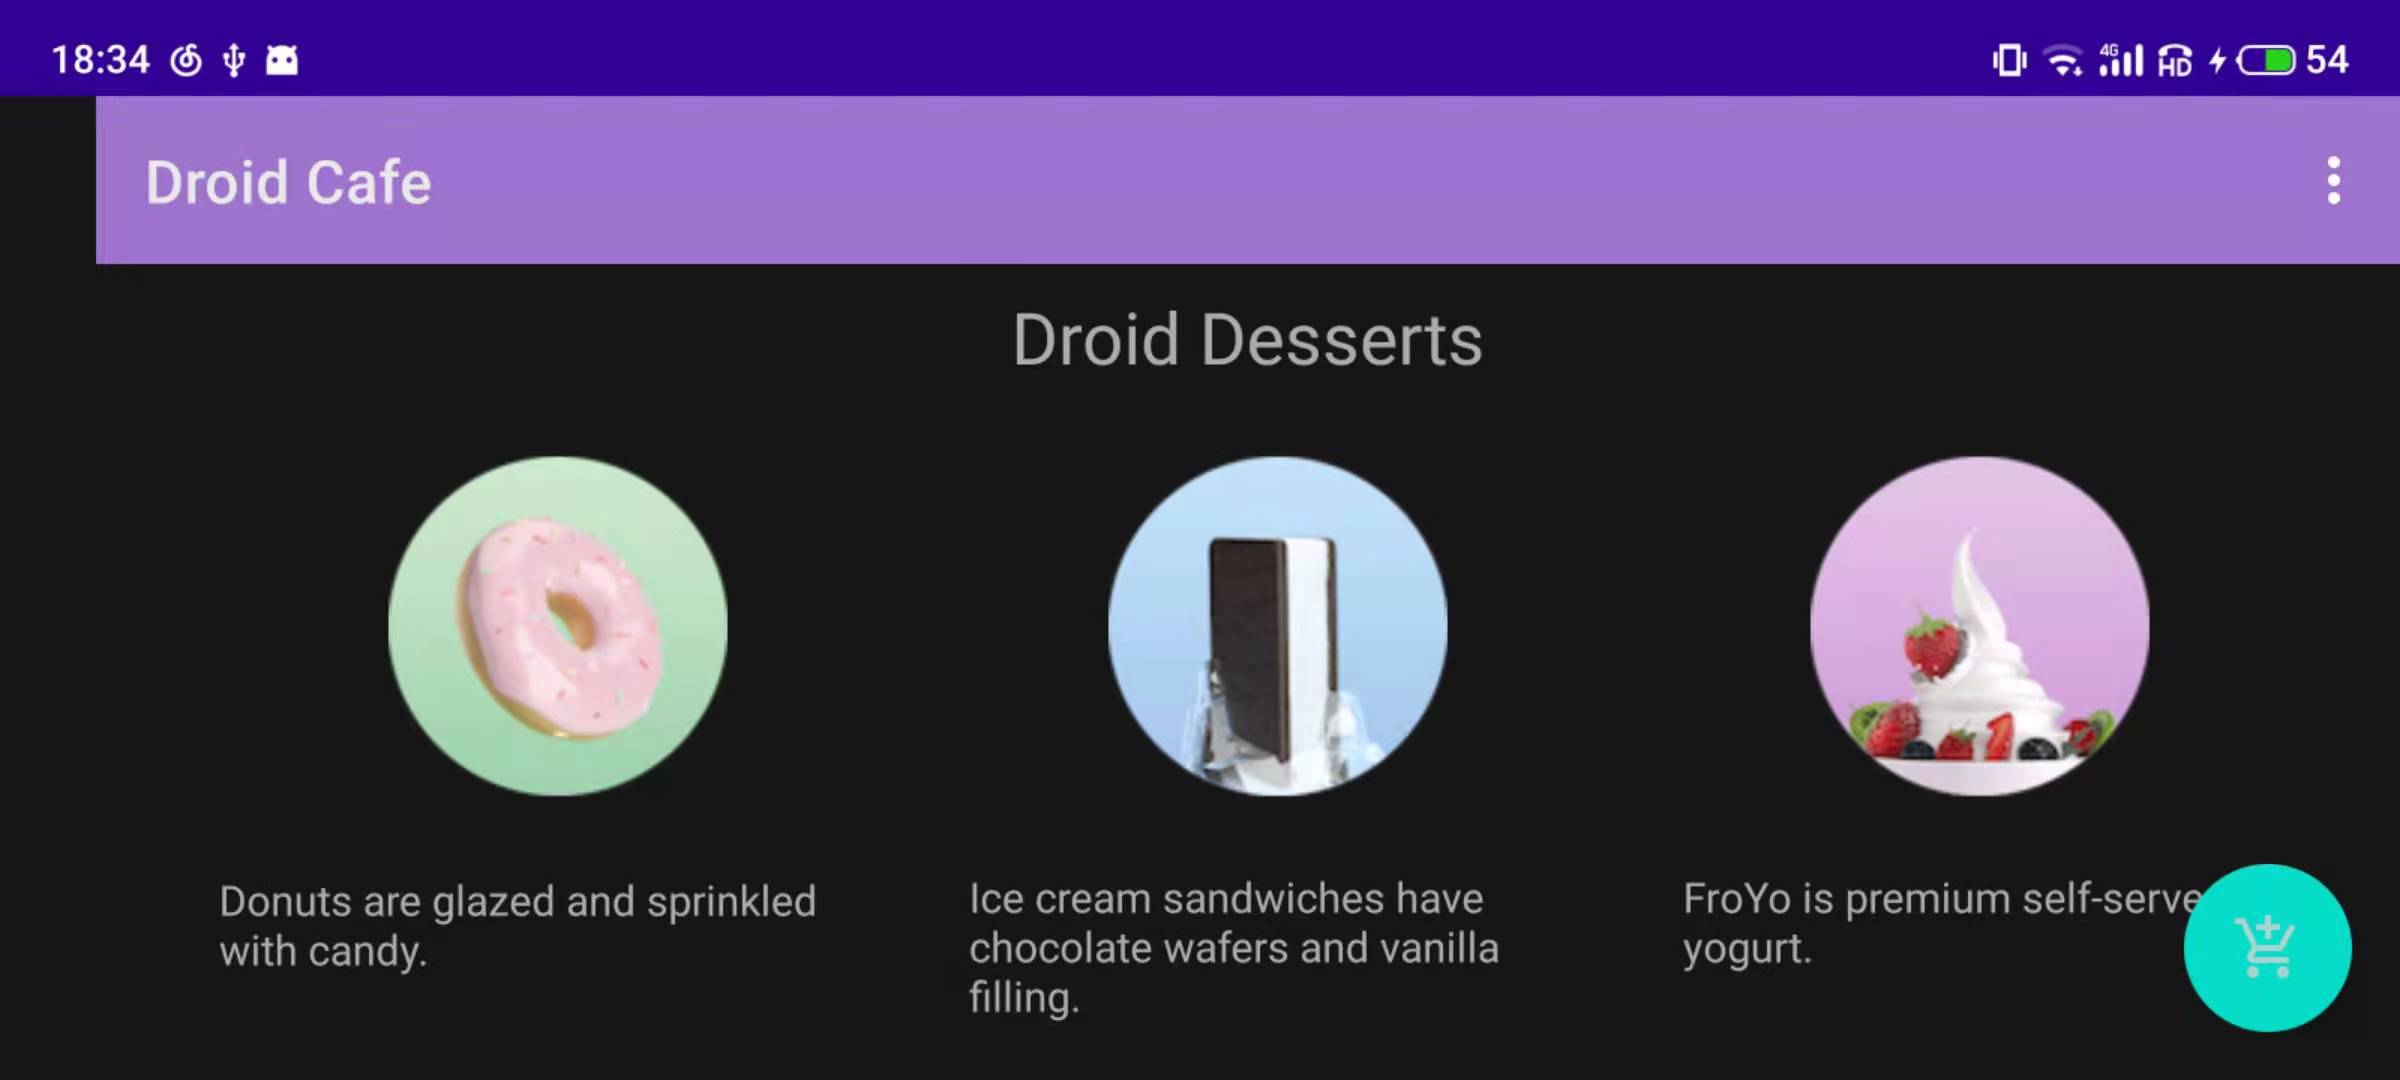 18:34
4G HD 54
Droid Cafe
Droid Desserts
Donuts are glazed and sprinkled
with candy.
Ice cream sandwiches have
chocolate wafers and vanilla
filling.
FroYo is premium self-serve
yogurt.